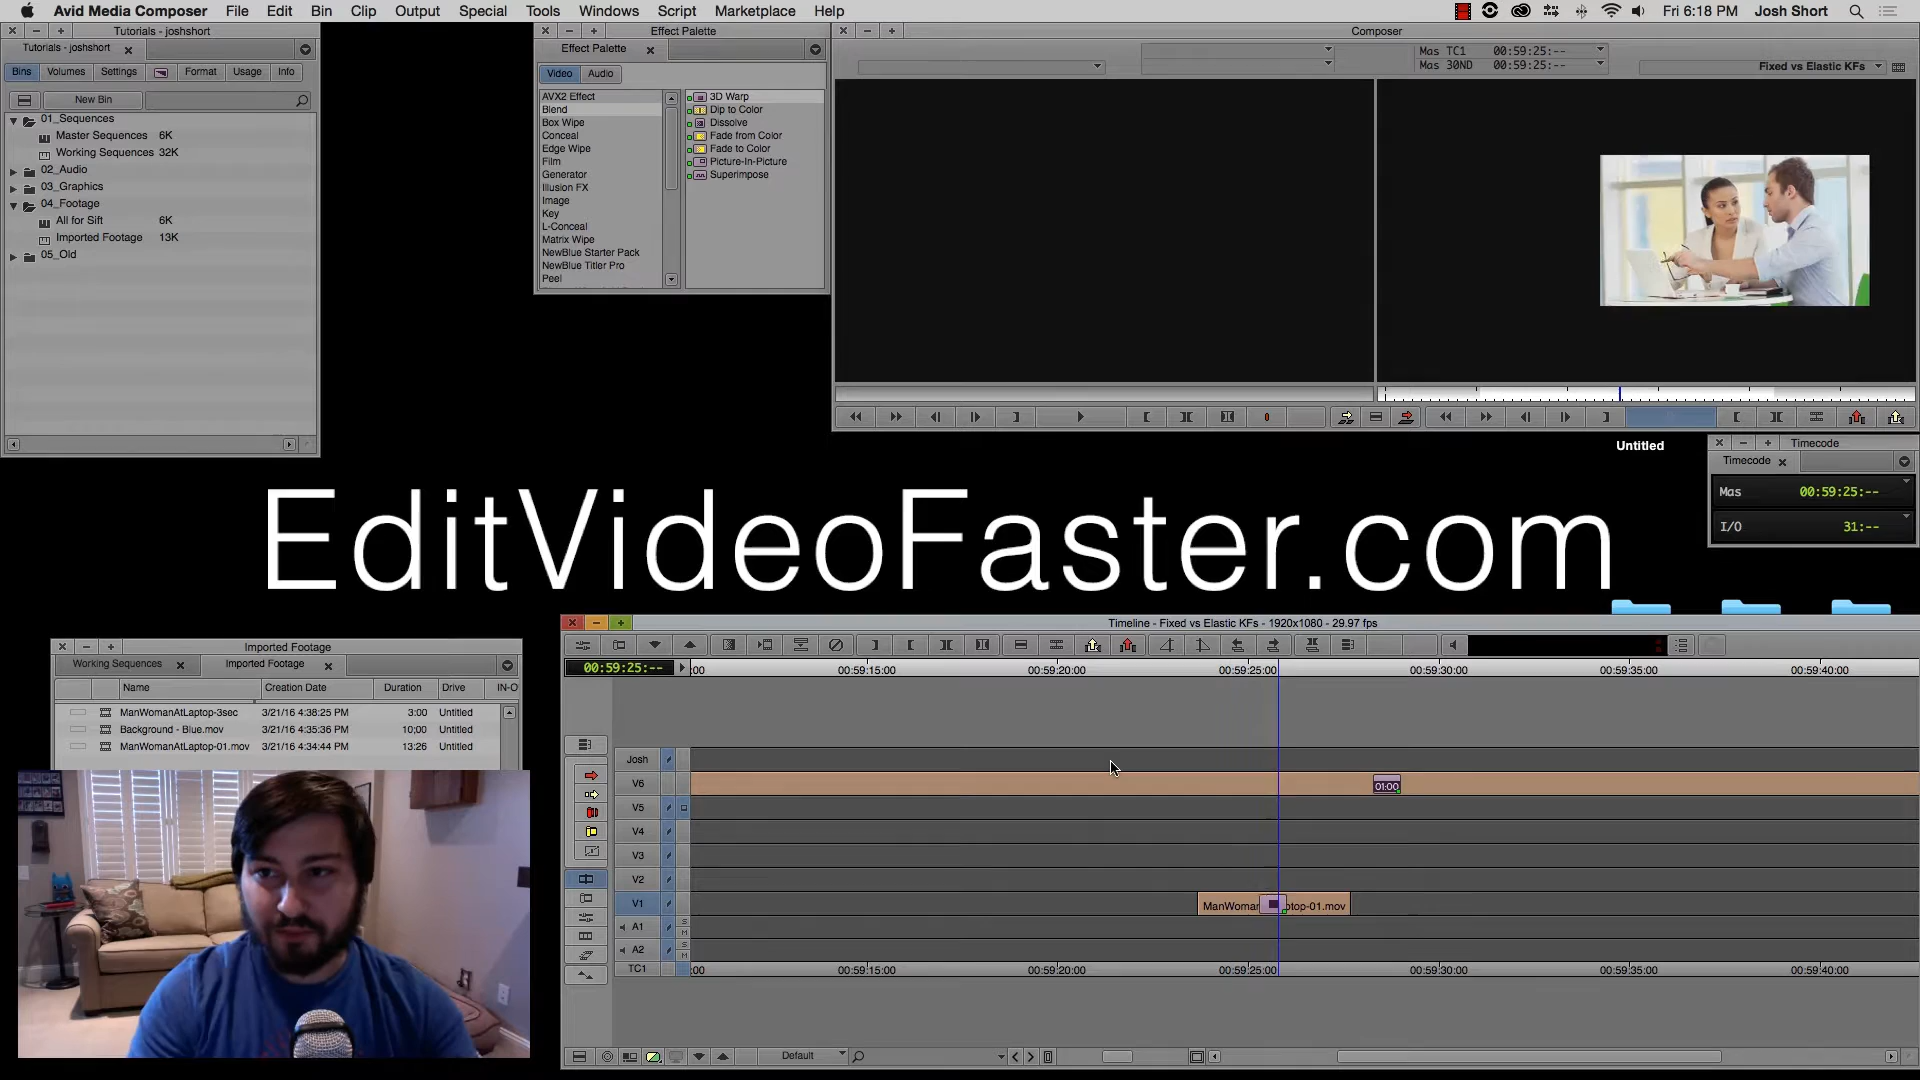 Avid Media Composer File Edit Bin Clip Output Special Tools Windows Script Marketplace Help Fri 6:18 PM Josh Short
Tutorials - joshshort
Tutorials - joshshort
Bins Volumes Settings Format Usage Info
New Bin
01_Sequences
Master Sequences 6K
Working Sequences 32K
02_Audio
03_Graphics
04_Footage
All for Sift 6K
Imported Footage 13K
05_Old
Effect Palette
Effect Palette
Video Audio
AVX2 Effect
Blend
Box Wipe
Conceal
Edge Wipe
Film
Generator
Illusion FX
Image
Key
L-Conceal
Matrix Wipe
NewBlue Starter Pack
NewBlue Titler Pro
Peel
3D Warp
Dip to Color
Dissolve
Fade from Color
Fade to Color
Picture-In-Picture
Superimpose
Composer
Mas TC1 00:59:25:--
Mas 30ND 00:59:25:--
Fixed vs Elastic KFs
Untitled
Timecode
Timecode
Mas 00:59:25:--
I/O 31:--
EditVideoFaster.com
Imported Footage
Working Sequences Imported Footage
Name Creation Date Duration Drive IN-O
ManWomanAtLaptop-3sec 3/21/16 4:38:25 PM 3:00 Untitled
Background - Blue.mov 3/21/16 4:35:36 PM 10;00 Untitled
ManWomanAtLaptop-01.mov 3/21/16 4:34:44 PM 13:26 Untitled
Timeline - Fixed vs Elastic KFs - 1920x1080 - 29.97 fps
00:59:25:-- :00 00:59:15:00 00:59:20:00 00:59:25:00 00:59:30:00 00:59:35:00 00:59:40:00
Josh
V6 01:00
V5
V4
V3
V2
V1 ManWoman ptop-01.mov
A1 S M
A2 S M
TC1 :00 00:59:15:00 00:59:20:00 00:59:25:00 00:59:30:00 00:59:35:00 00:59:40:00
Default